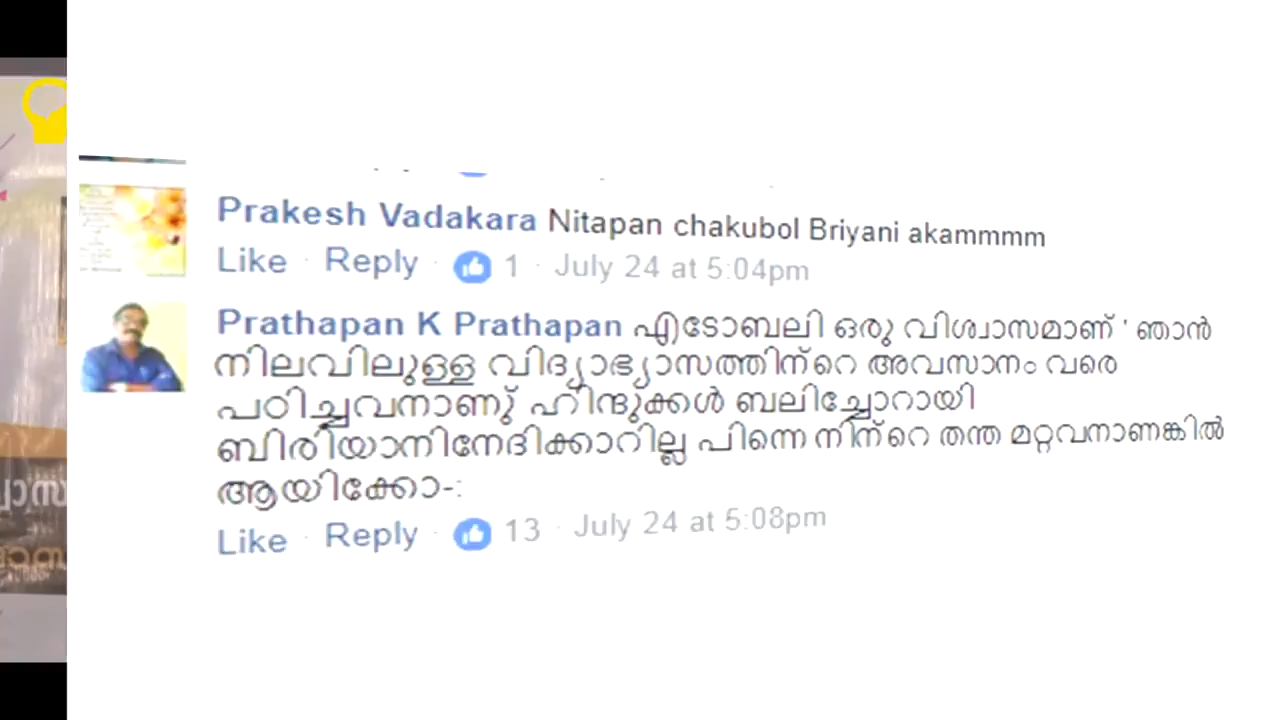 Prakesh Vadakara Nitapan chakubol Briyani akammmm
Like · Reply · 1 · July 24 at 5:04pm
Prathapan K Prathapan എടോബലി ഒരു വിശ്വാസമാണ് ' ഞാൻ
നിലവിലുള്ള വിദ്യാഭ്യാസത്തിന്റെ അവസാനം വരെ
പഠിച്ചവനാണു് ഹിന്ദുക്കൾ ബലിച്ചോറായി
ബിരിയാനിനേദിക്കാറില്ല പിന്നെ നിന്റെ തന്ത മറ്റവനാണങ്കിൽ
ആയിക്കോ-:
Like · Reply · 13 · July 24 at 5:08pm